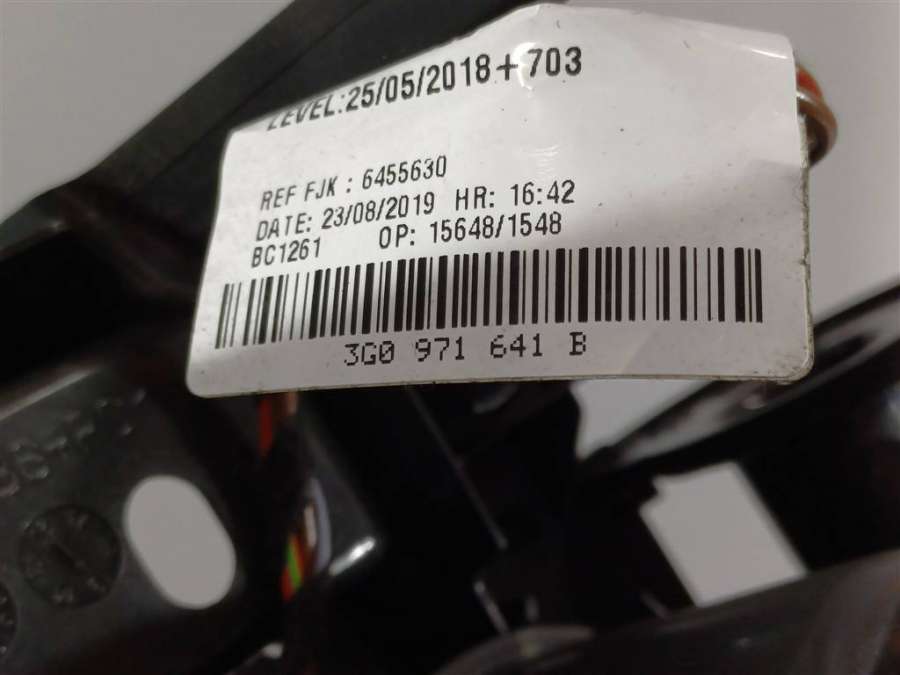 LEVEL:25/05/2018+703
REF FJK : 6455630
DATE: 23/08/2019 HR: 16:42
BC1261 OP: 15648/1548
3G0 971 641 B